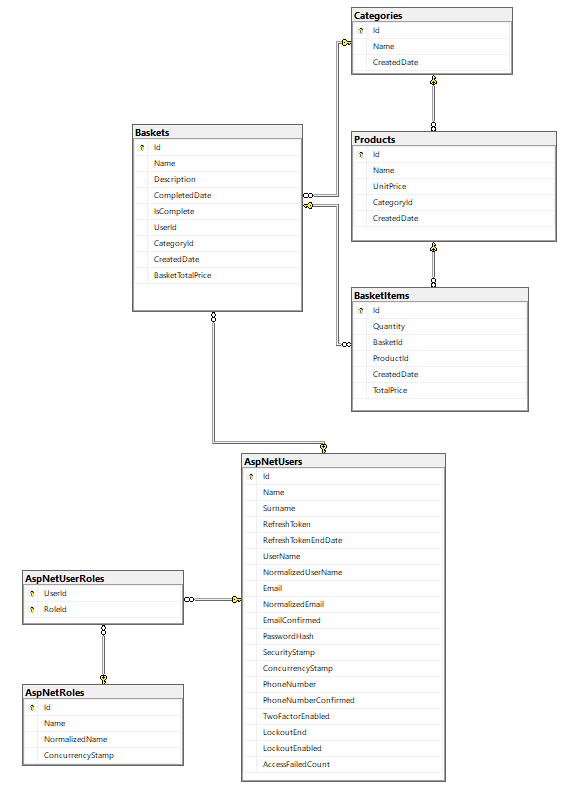 Categories
Id
Name
CreatedDate
Baskets
Id
Name
Description
CompletedDate
IsComplete
UserId
CategoryId
CreatedDate
BasketTotalPrice
Products
Id
Name
UnitPrice
CategoryId
CreatedDate
BasketItems
Id
Quantity
BasketId
ProductId
CreatedDate
TotalPrice
AspNetUsers
Id
Name
Surname
RefreshToken
RefreshTokenEndDate
UserName
NormalizedUserName
Email
NormalizedEmail
EmailConfirmed
PasswordHash
SecurityStamp
ConcurrencyStamp
PhoneNumber
PhoneNumberConfirmed
TwoFactorEnabled
LockoutEnd
LockoutEnabled
AccessFailedCount
AspNetUserRoles
UserId
RoleId
AspNetRoles
Id
Name
NormalizedName
ConcurrencyStamp